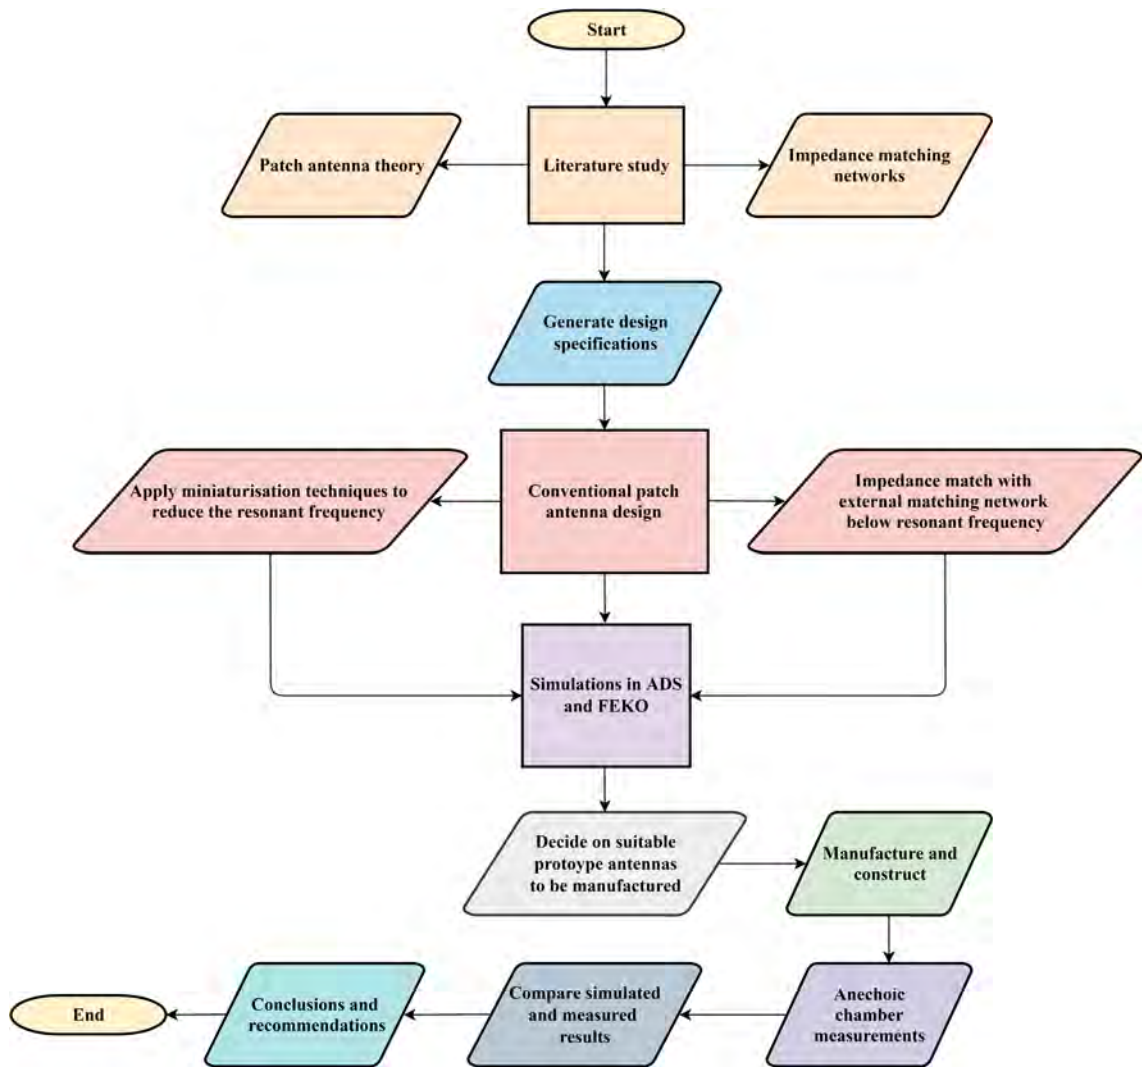 Start
Patch antenna theory
Literature study
Impedance matching
networks
Generate design
specifications
Apply miniaturisation techniques to
reduce the resonant frequency
Conventional patch
antenna design
Impedance match with
external matching network
below resonant frequency
Simulations in ADS
and FEKO
Decide on suitable
protoype antennas
to be manufactured
Manufacture and
construct
End
Conclusions and
recommendations
Compare simulated
and measured
results
Anechoic
chamber
measurements